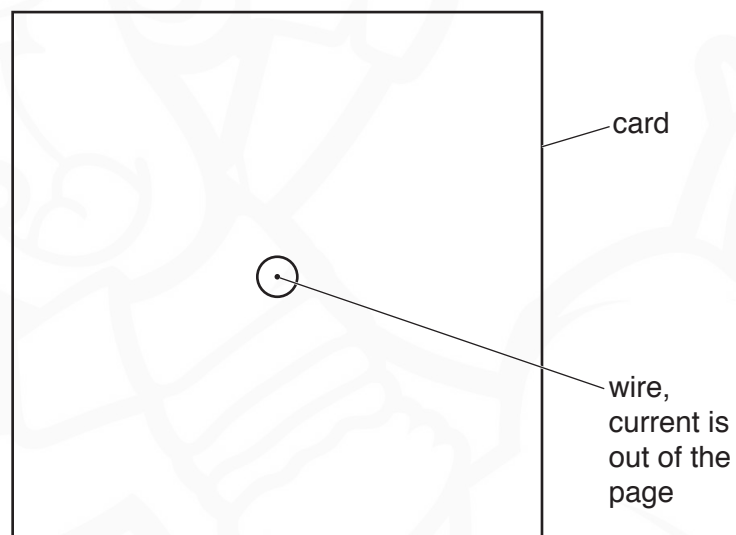 card
wire,
current is
out of the
page